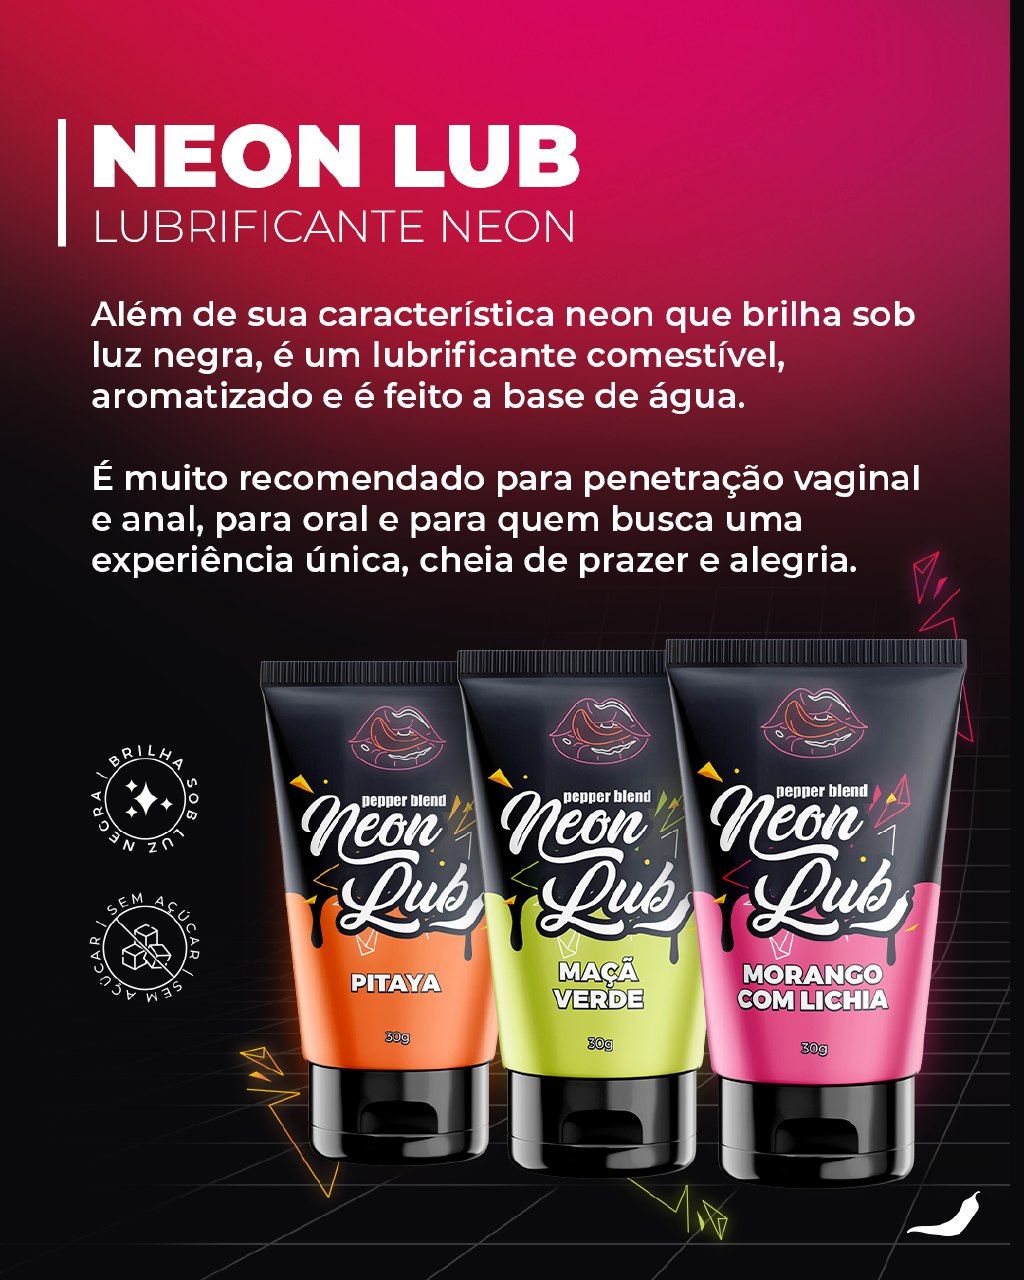 NEON LUB
LUBRIFICANTE NEON
Além de sua característica neon que brilha sob
luz negra, é um lubrificante comestível,
aromatizado e é feito a base de água.
É muito recomendado para penetração vaginal
e anal, para oral e para quem busca uma
experiência única, cheia de prazer e alegria.
BRILHA SOB LUZ NEGRA /
SEM AÇÚCAR / SEM AÇÚCAR /
pepper blend
Neon
Lub
PITAYA
30g
pepper blend
Neon
Lub
MAÇÃ
VERDE
30g
pepper blend
Neon
Lub
MORANGO
COM LICHIA
30g